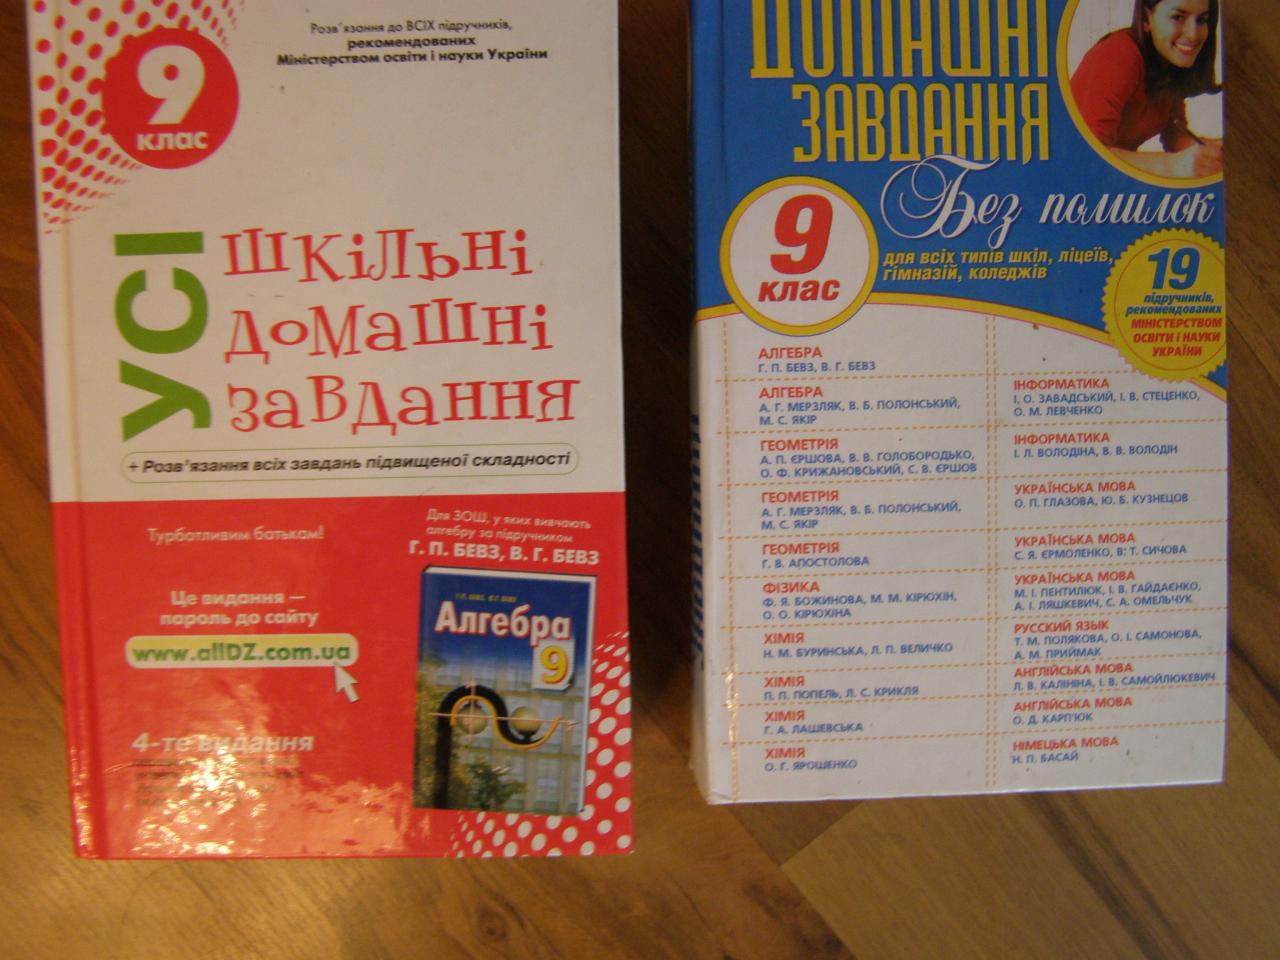 Розв'язання до ВСІХ підручників,
рекомендованих
Міністерством освіти і науки України
9
клас
УСІ
шкільні
домашні
завдання
+ Розв'язання всіх завдань підвищеної складності
Турботливим батькам!
Це видання —
пароль до сайту
www.allDZ.com.ua
4-те видання
Для ЗОШ, у яких вивчають
алгебру за підручником
Г. П. БЕВЗ, В. Г. БЕВЗ
Алгебра
9
ДОМАШНІ
ЗАВДАННЯ
Без помилок
9
клас
для всіх типів шкіл, ліцеїв,
гімназій, коледжів
19
підручників,
рекомендованих
МІНІСТЕРСТВОМ
ОСВІТИ І НАУКИ
УКРАЇНИ
АЛГЕБРА
Г. П. БЕВЗ, В. Г. БЕВЗ
АЛГЕБРА
А. Г. МЕРЗЛЯК, В. Б. ПОЛОНСЬКИЙ,
М. С. ЯКІР
ГЕОМЕТРІЯ
А. П. ЄРШОВА, В. В. ГОЛОБОРОДЬКО,
О. Ф. КРИЖАНОВСЬКИЙ, С. В. ЄРШОВ
ГЕОМЕТРІЯ
А. Г. МЕРЗЛЯК, В. Б. ПОЛОНСЬКИЙ,
М. С. ЯКІР
ГЕОМЕТРІЯ
Г. В. АПОСТОЛОВА
ФІЗИКА
Ф. Я. БОЖИНОВА, М. М. КІРЮХІН,
О. О. КІРЮХІНА
ХІМІЯ
Н. М. БУРИНСЬКА, Л. П. ВЕЛИЧКО
ХІМІЯ
П. П. ПОПЕЛЬ, Л. С. КРИКЛЯ
ХІМІЯ
Г. А. ЛАШЕВСЬКА
ХІМІЯ
О. Г. ЯРОШЕНКО
ІНФОРМАТИКА
І. О. ЗАВАДСЬКИЙ, І. В. СТЕЦЕНКО,
О. М. ЛЕВЧЕНКО
ІНФОРМАТИКА
І. Л. ВОЛОДІНА, В. В. ВОЛОДІН
УКРАЇНСЬКА МОВА
О. П. ГЛАЗОВА, Ю. Б. КУЗНЕЦОВ
УКРАЇНСЬКА МОВА
С. Я. ЄРМОЛЕНКО, В. Т. СИЧОВА
УКРАЇНСЬКА МОВА
М. І. ПЕНТИЛЮК, І. В. ГАЙДАЄНКО,
А. І. ЛЯШКЕВИЧ, С. А. ОМЕЛЬЧУК
РУССКИЙ ЯЗЫК
Т. М. ПОЛЯКОВА, О. І. САМОНОВА,
А. М. ПРИЙМАК
АНГЛІЙСЬКА МОВА
Л. В. КАЛІНІНА, І. В. САМОЙЛЮКЕВИЧ
АНГЛІЙСЬКА МОВА
О. Д. КАРП'ЮК
НІМЕЦЬКА МОВА
Н. П. БАСАЙ